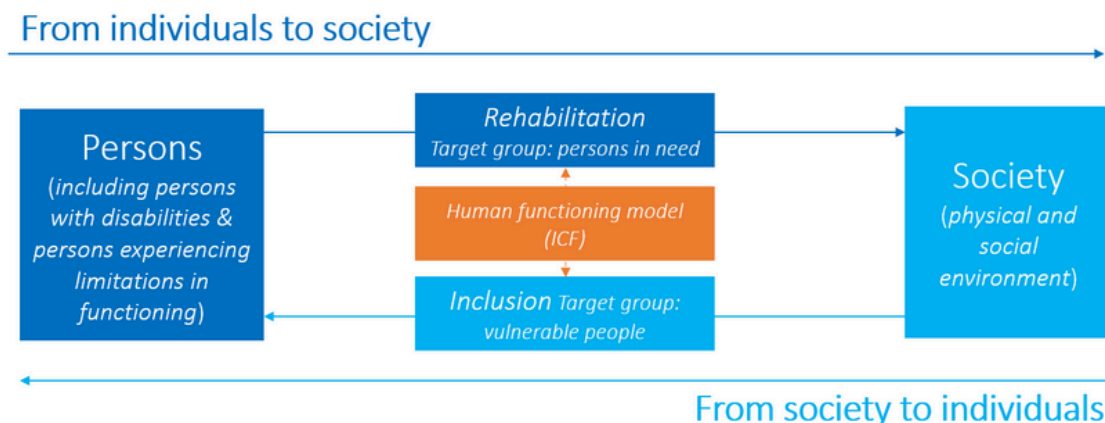 From individuals to society
Persons
(including persons
with disabilities &
persons experiencing
limitations in
functioning)
Rehabilitation
Target group: persons in need
Human functioning model
(ICF)
Inclusion Target group:
vulnerable people
Society
(physical and
social
environment)
From society to individuals